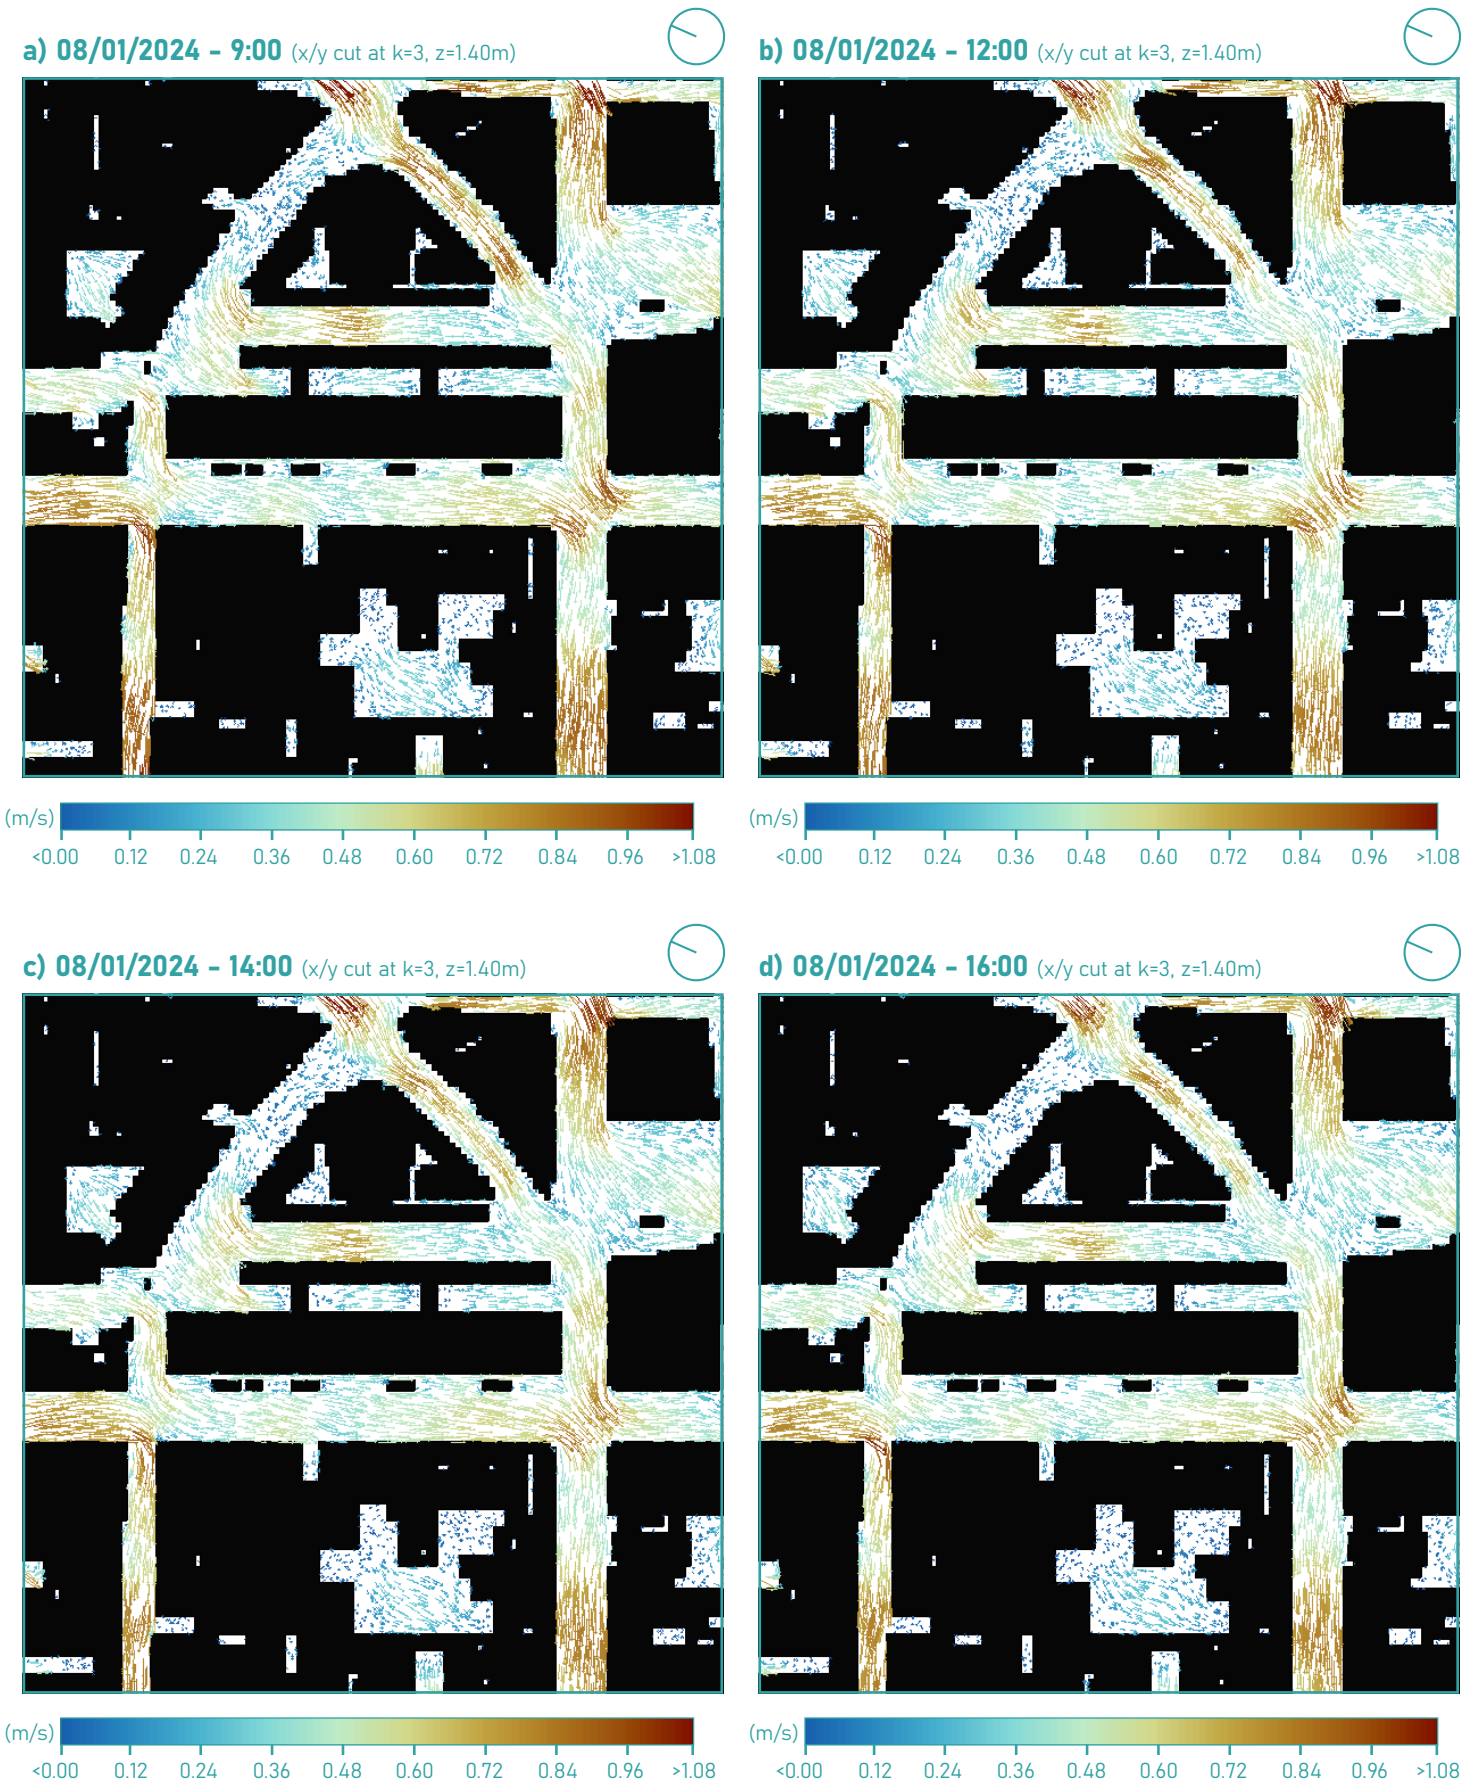 a) 08/01/2024 - 9:00 (x/y cut at k=3, z=1.40m)
b) 08/01/2024 - 12:00 (x/y cut at k=3, z=1.40m)
(m/s)
<0.00 0.12 0.24 0.36 0.48 0.60 0.72 0.84 0.96 >1.08
(m/s)
<0.00 0.12 0.24 0.36 0.48 0.60 0.72 0.84 0.96 >1.08
c) 08/01/2024 - 14:00 (x/y cut at k=3, z=1.40m)
d) 08/01/2024 - 16:00 (x/y cut at k=3, z=1.40m)
(m/s)
<0.00 0.12 0.24 0.36 0.48 0.60 0.72 0.84 0.96 >1.08
(m/s)
<0.00 0.12 0.24 0.36 0.48 0.60 0.72 0.84 0.96 >1.08